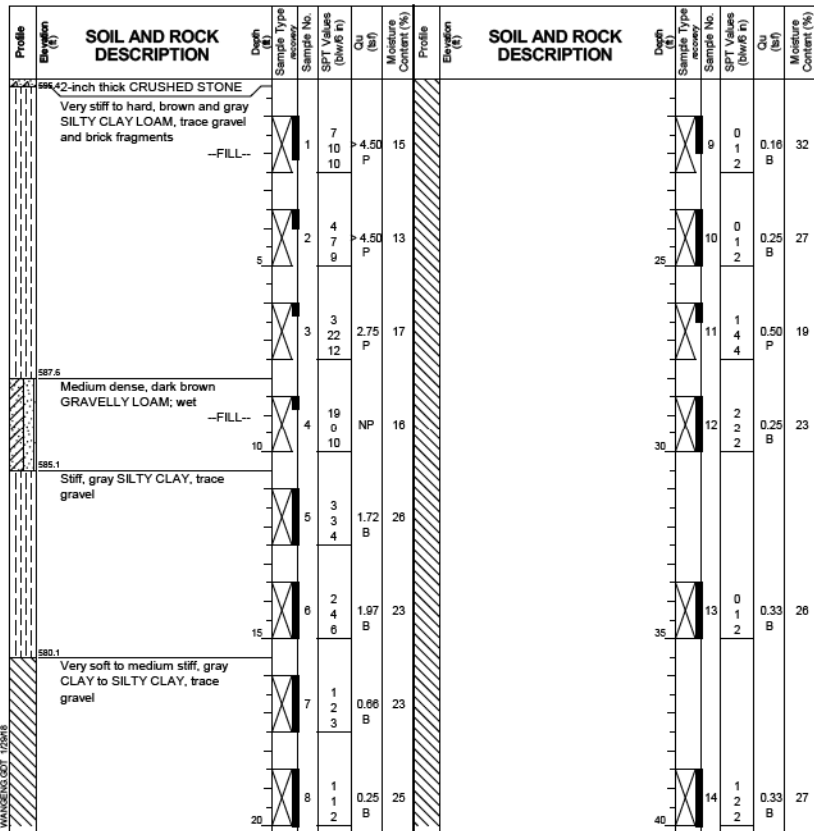 Profile
Elevation (ft)
SOIL AND ROCK DESCRIPTION
Depth (ft)
Sample Type
recovery
Sample No.
SPT Values (blw/6 in)
Qu (tsf)
Moisture Content (%)
Profile
Elevation (ft)
SOIL AND ROCK DESCRIPTION
Depth (ft)
Sample Type
recovery
Sample No.
SPT Values (blw/6 in)
Qu (tsf)
Moisture Content (%)
2-inch thick CRUSHED STONE
Very stiff to hard, brown and gray
SILTY CLAY LOAM, trace gravel
and brick fragments
--FILL--
1
7
10
10
> 4.50
P
15
2
4
7
9
> 4.50
P
13
5
3
3
22
12
2.75
P
17
587.6
Medium dense, dark brown
GRAVELLY LOAM; wet
--FILL--
4
19
0
10
NP
16
10
585.1
Stiff, gray SILTY CLAY, trace
gravel
5
3
3
4
1.72
B
26
6
2
4
6
1.97
B
23
15
580.1
Very soft to medium stiff, gray
CLAY to SILTY CLAY, trace
gravel
7
1
2
3
0.66
B
23
8
1
1
2
0.25
B
25
20
9
0
1
2
0.16
B
32
10
0
1
2
0.25
B
27
25
11
1
4
4
0.50
P
19
12
2
2
2
0.25
B
23
30
13
0
1
2
0.33
B
26
35
14
1
2
2
0.33
B
27
40
WANGENG.GDT 1/29/18